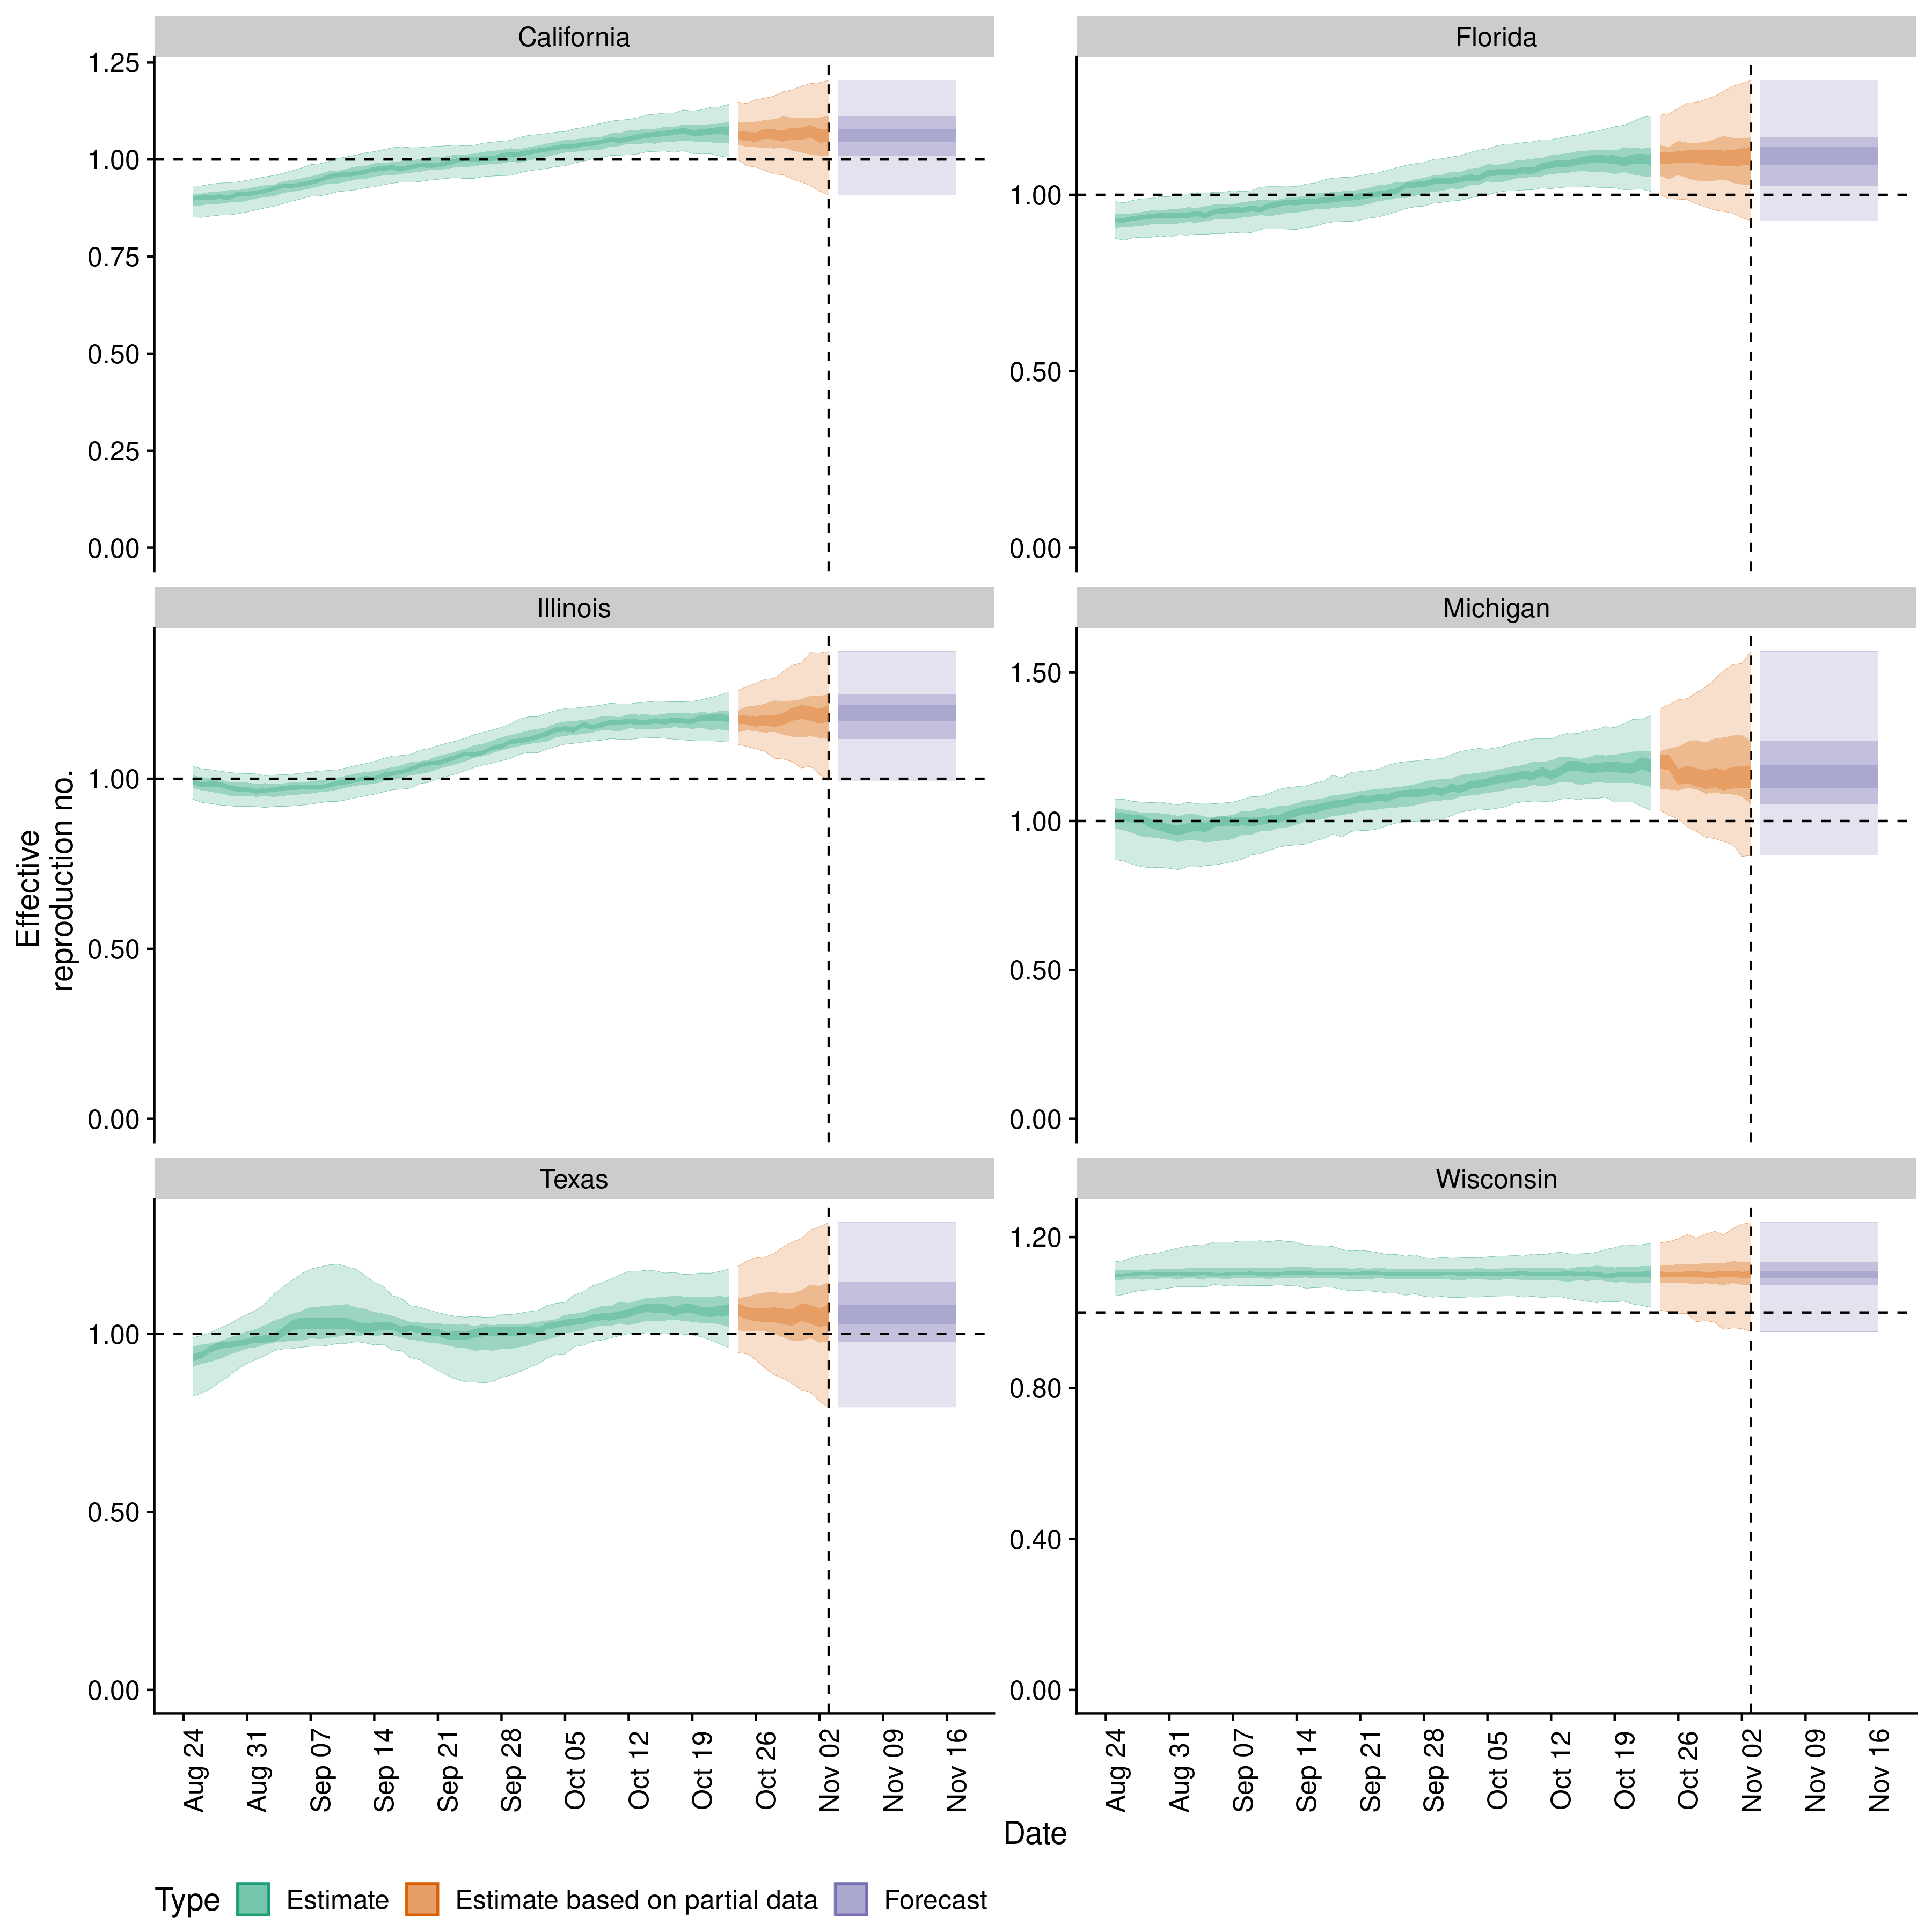 California
Florida
1.25
1.00
0.75
0.50
0.25
0.00
1.00
0.50
0.00
Illinois
Michigan
1.00
0.50
0.00
1.50
1.00
0.50
0.00
Texas
Wisconsin
1.00
0.50
0.00
1.20
0.80
0.40
0.00
Effective
reproduction no.
Aug 24
Aug 31
Sep 07
Sep 14
Sep 21
Sep 28
Oct 05
Oct 12
Oct 19
Oct 26
Nov 02
Nov 09
Nov 16
Aug 24
Aug 31
Sep 07
Sep 14
Sep 21
Sep 28
Oct 05
Oct 12
Oct 19
Oct 26
Nov 02
Nov 09
Nov 16
Date
Type Estimate Estimate based on partial data Forecast